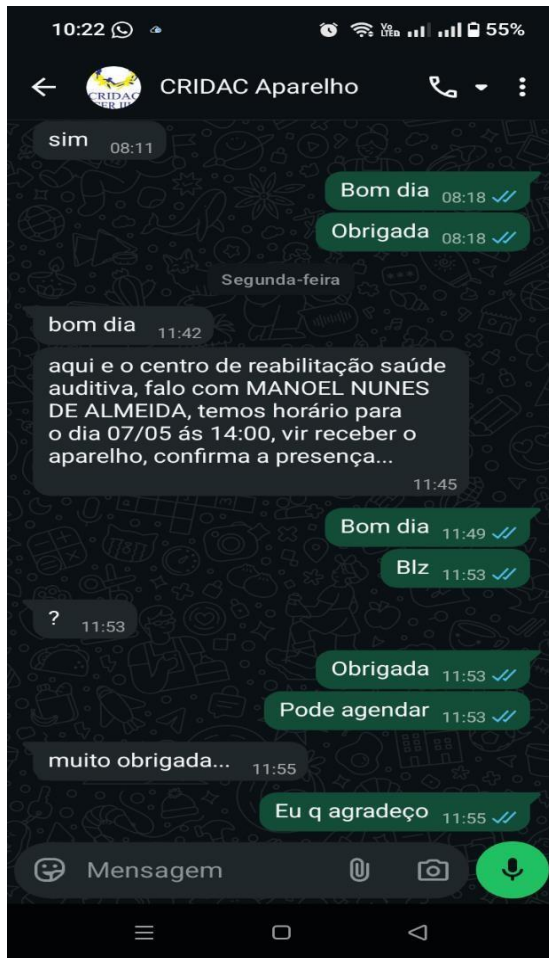 10:22 55%
CRIDAC Aparelho
CRIDAC
sim 08:11
Bom dia 08:18
Obrigada 08:18
Segunda-feira
bom dia 11:42
aqui e o centro de reabilitação saúde
auditiva, falo com MANOEL NUNES
DE ALMEIDA, temos horário para
o dia 07/05 ás 14:00, vir receber o
aparelho, confirma a presença...
11:45
Bom dia 11:49
Blz 11:53
? 11:53
Obrigada 11:53
Pode agendar 11:53
muito obrigada... 11:55
Eu q agradeço 11:55
Mensagem